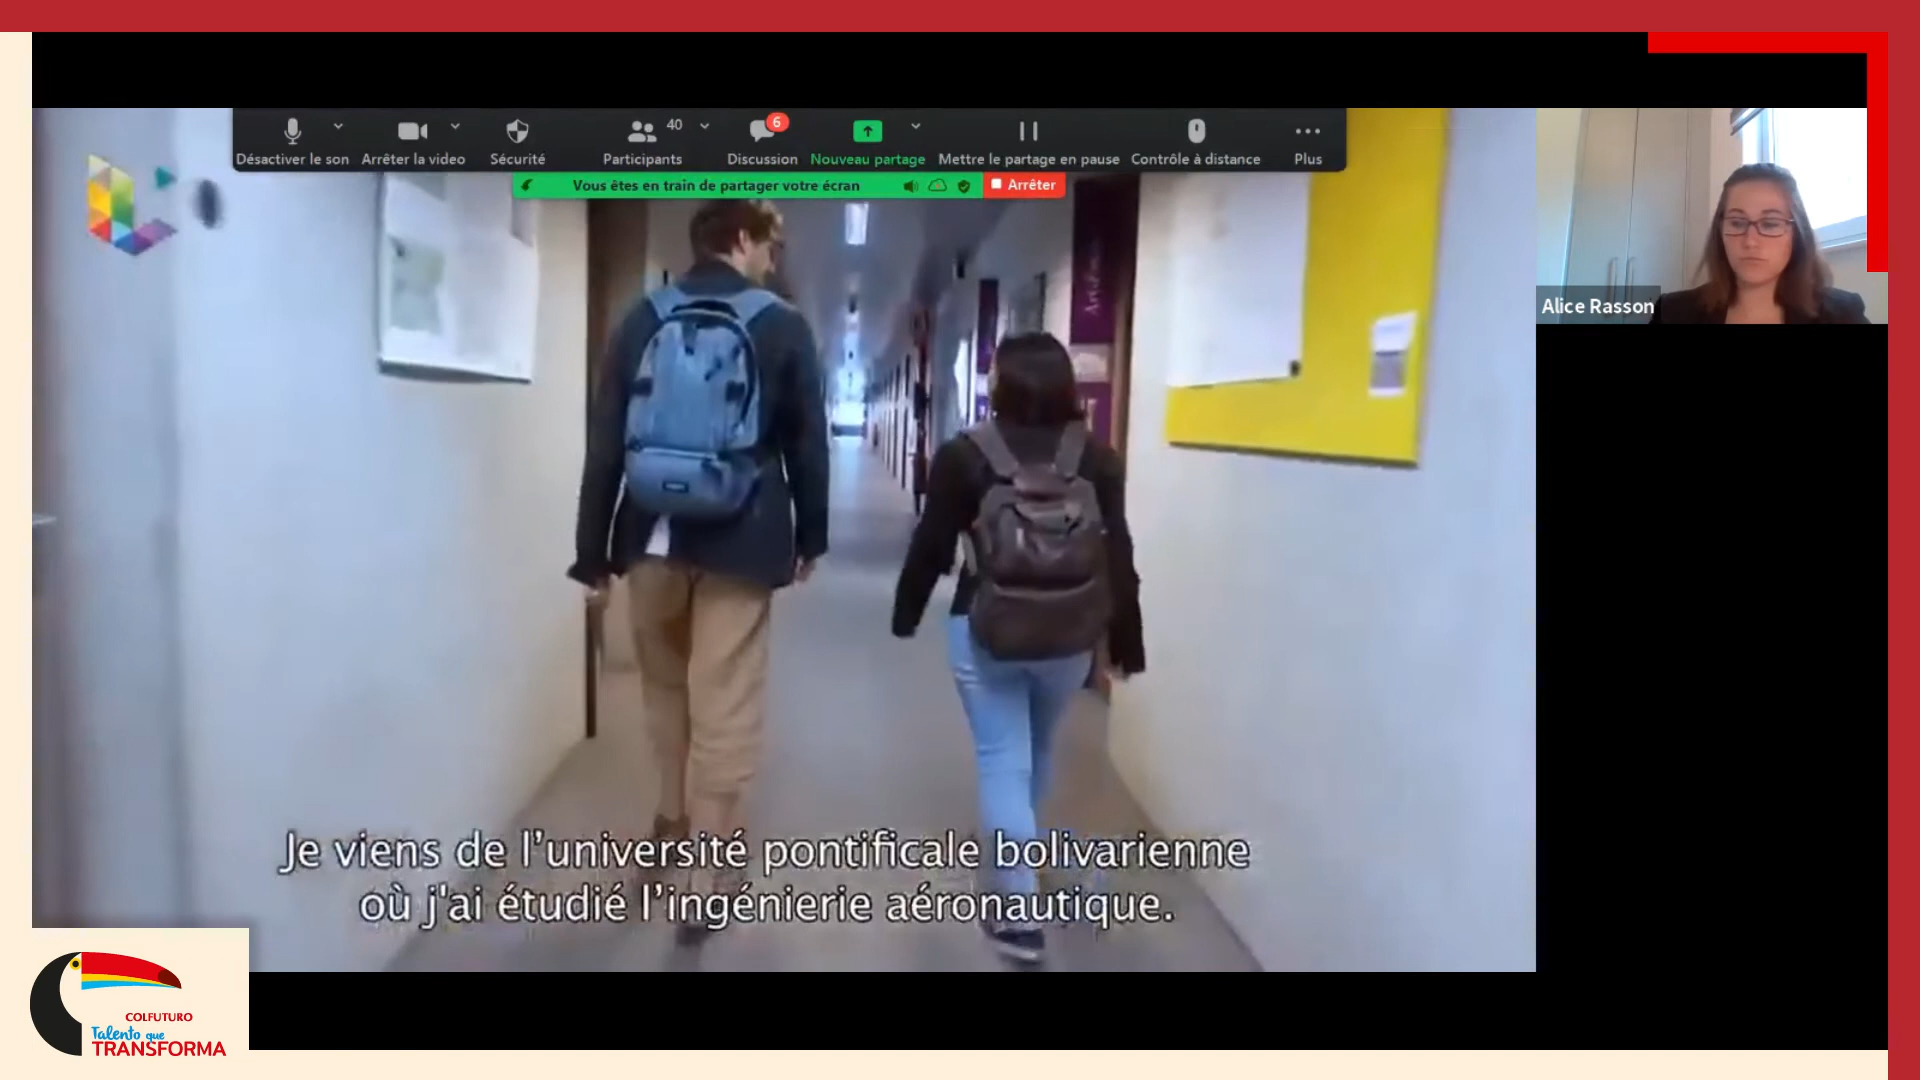 40
6
Désactiver le son
Arrêter la video
Sécurité
Participants
Discussion
Nouveau partage
Mettre le partage en pause
Contrôle à distance
Plus
Vous êtes en train de partager votre écran
Arrêter
Alice Rasson
Je viens de l'université pontificale bolivarienne
où j'ai étudié l'ingénierie aéronautique.
COLFUTURO
Talento que
TRANSFORMA